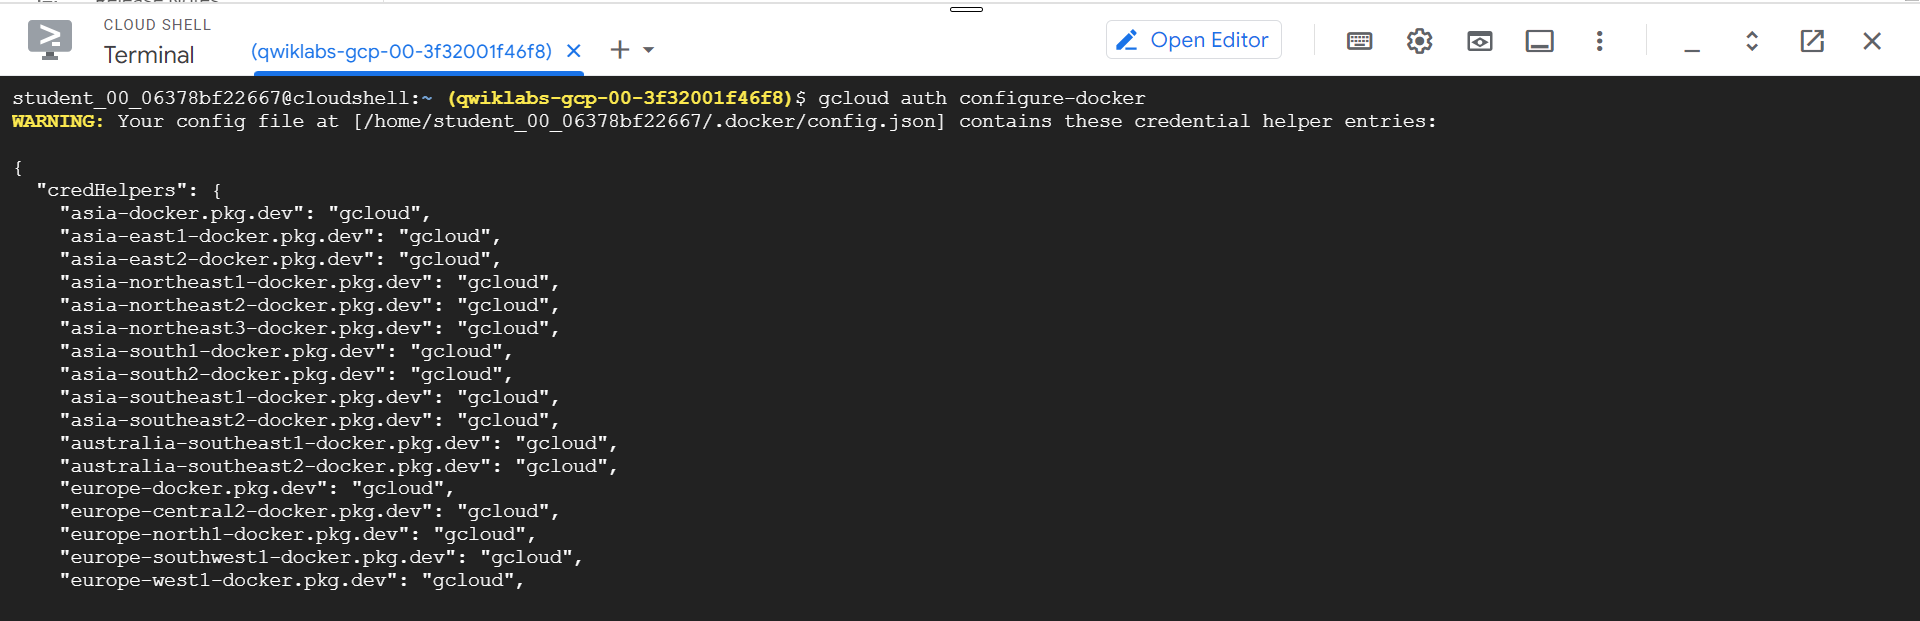 CLOUD SHELL
Terminal
(qwiklabs-gcp-00-3f32001f46f8)
Open Editor
student_00_06378bf22667@cloudshell:~ (qwiklabs-gcp-00-3f32001f46f8)$ gcloud auth configure-docker
WARNING: Your config file at [/home/student_00_06378bf22667/.docker/config.json] contains these credential helper entries:
{
"credHelpers": {
"asia-docker.pkg.dev": "gcloud",
"asia-east1-docker.pkg.dev": "gcloud",
"asia-east2-docker.pkg.dev": "gcloud",
"asia-northeast1-docker.pkg.dev": "gcloud",
"asia-northeast2-docker.pkg.dev": "gcloud",
"asia-northeast3-docker.pkg.dev": "gcloud",
"asia-south1-docker.pkg.dev": "gcloud",
"asia-south2-docker.pkg.dev": "gcloud",
"asia-southeast1-docker.pkg.dev": "gcloud",
"asia-southeast2-docker.pkg.dev": "gcloud",
"australia-southeast1-docker.pkg.dev": "gcloud",
"australia-southeast2-docker.pkg.dev": "gcloud",
"europe-docker.pkg.dev": "gcloud",
"europe-central2-docker.pkg.dev": "gcloud",
"europe-north1-docker.pkg.dev": "gcloud",
"europe-southwest1-docker.pkg.dev": "gcloud",
"europe-west1-docker.pkg.dev": "gcloud",